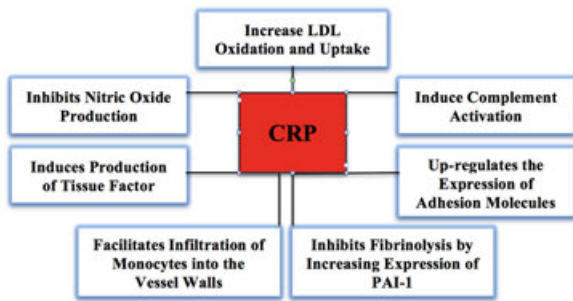 Increase LDL
Oxidation and Uptake
Inhibits Nitric Oxide
Production
CRP
Induce Complement
Activation
Induces Production
of Tissue Factor
Up-regulates the
Expression of
Adhesion Molecules
Facilitates Infiltration of
Monocytes into the
Vessel Walls
Inhibits Fibrinolysis by
Increasing Expression of
PAI-1